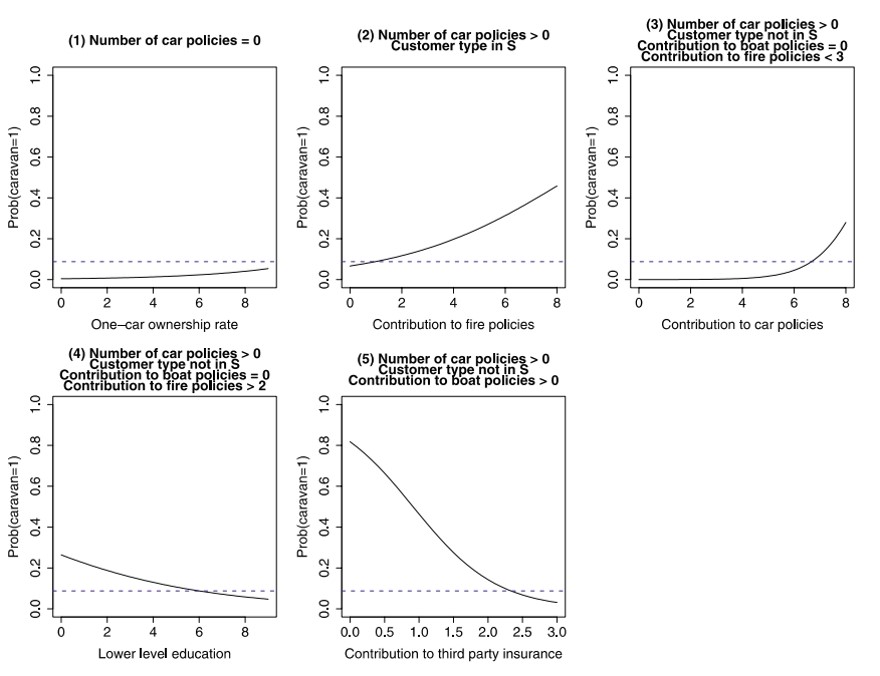 (1) Number of car policies = 0
Prob(caravan=1)
0.0 0.2 0.4 0.6 0.8 1.0
0 2 4 6 8
One−car ownership rate
(2) Number of car policies > 0
Customer type in S
Prob(caravan=1)
0.0 0.2 0.4 0.6 0.8 1.0
0 2 4 6 8
Contribution to fire policies
(3) Number of car policies > 0
Customer type not in S
Contribution to boat policies = 0
Contribution to fire policies < 3
Prob(caravan=1)
0.0 0.2 0.4 0.6 0.8 1.0
0 2 4 6 8
Contribution to car policies
(4) Number of car policies > 0
Customer type not in S
Contribution to boat policies = 0
Contribution to fire policies > 2
Prob(caravan=1)
0.0 0.2 0.4 0.6 0.8 1.0
0 2 4 6 8
Lower level education
(5) Number of car policies > 0
Customer type not in S
Contribution to boat policies > 0
Prob(caravan=1)
0.0 0.2 0.4 0.6 0.8 1.0
0.0 0.5 1.0 1.5 2.0 2.5 3.0
Contribution to third party insurance